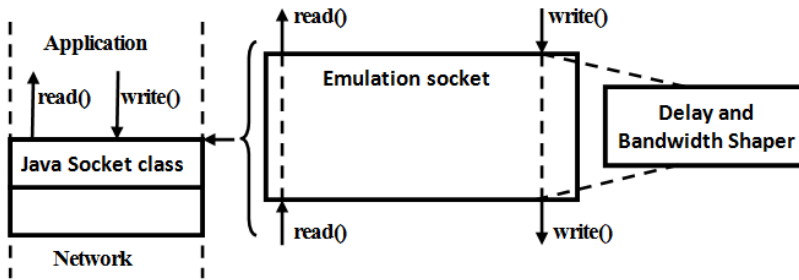 Application
read()
write()
Java Socket class
Network
read()
write()
Emulation socket
read()
write()
Delay and
Bandwidth Shaper